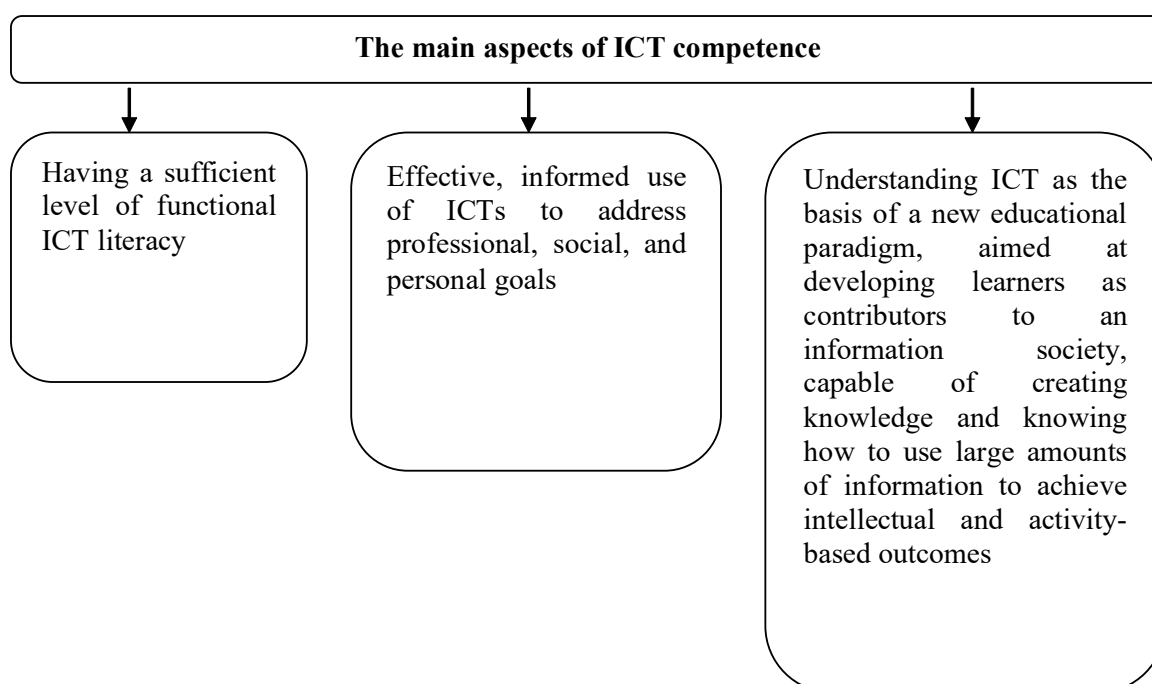 The main aspects of ICT competence
Having a sufficient
level of functional
ICT literacy
Effective, informed use
of ICTs to address
professional, social, and
personal goals
Understanding ICT as the
basis of a new educational
paradigm, aimed at
developing learners as
contributors to an
information society,
capable of creating
knowledge and knowing
how to use large amounts
of information to achieve
intellectual and activity-
based outcomes